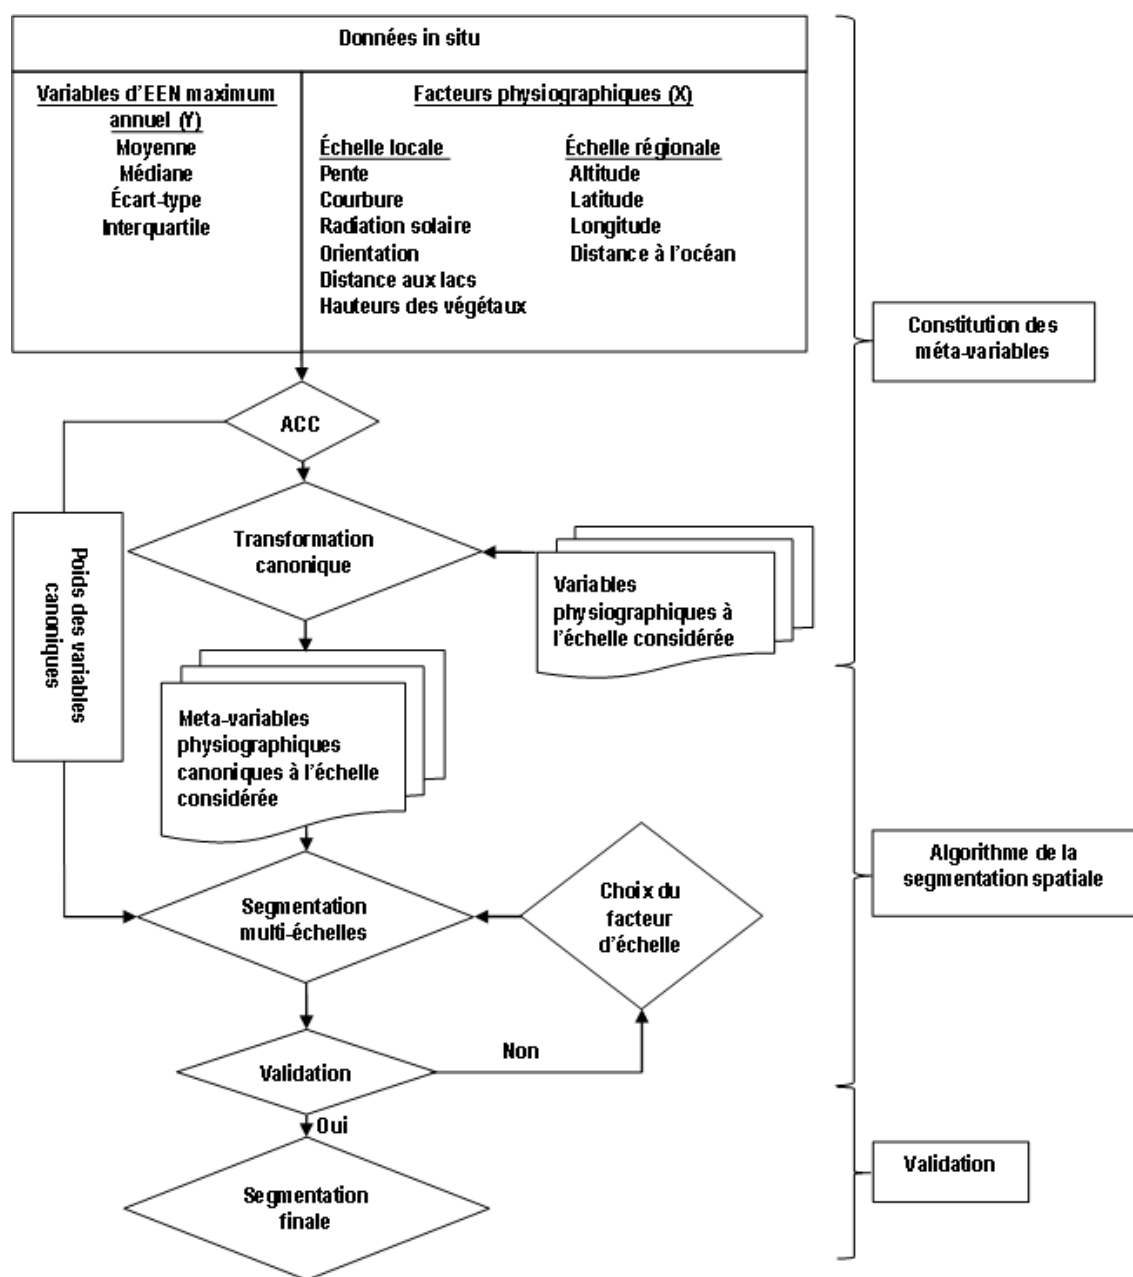 Données in situ
Variables d'EEN maximum
annuel (Y)
Moyenne
Médiane
Écart-type
Interquartile
Facteurs physiographiques (X)
Échelle locale
Pente
Courbure
Radiation solaire
Orientation
Distance aux lacs
Hauteurs des végétaux
Échelle régionale
Altitude
Latitude
Longitude
Distance à l'océan
Constitution des
méta-variables
ACC
Poids des variables
canoniques
Transformation
canonique
Variables
physiographiques à
l'échelle considérée
Meta-variables
physiographiques
canoniques à l'échelle
considérée
Segmentation
multi-échelles
Choix du
facteur
d'échelle
Algorithme de la
segmentation spatiale
Validation
Non
Oui
Segmentation
finale
Validation